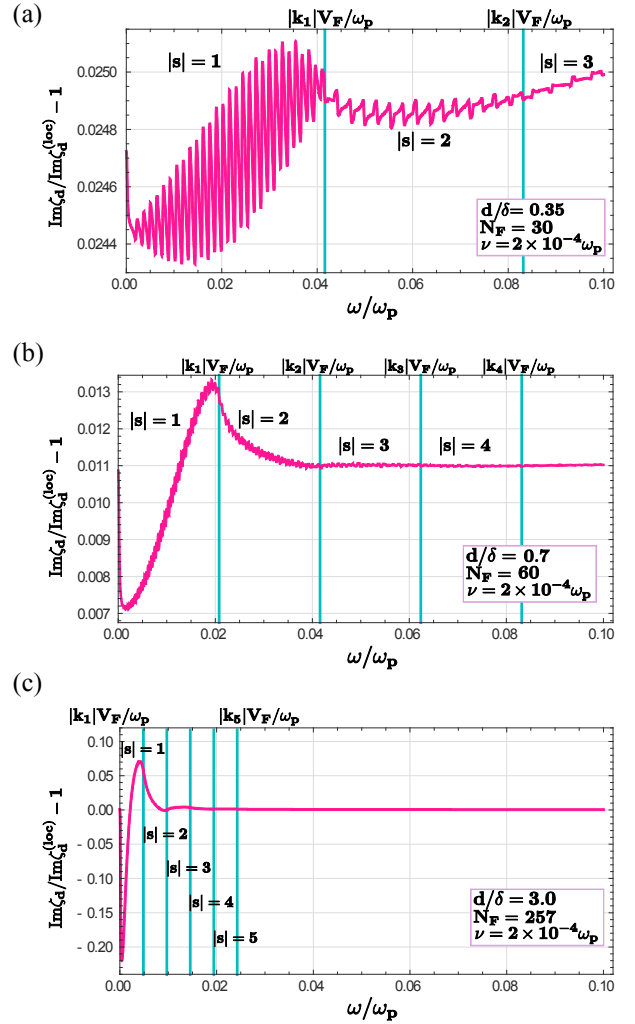 (a)
|k₁|V_F/ω_p |k₂|V_F/ω_p
|s| = 1
|s| = 3
|s| = 2
0.0250
0.0248
0.0246
0.0244
Imζ_d/Imζ_d^(loc) − 1
d/δ = 0.35
N_F = 30
ν = 2 × 10⁻⁴ω_p
0.00 0.02 0.04 0.06 0.08 0.10
ω/ω_p
(b)
|k₁|V_F/ω_p |k₂|V_F/ω_p |k₃|V_F/ω_p |k₄|V_F/ω_p
|s| = 1
|s| = 2
|s| = 3
|s| = 4
0.013
0.012
0.011
0.010
0.009
0.008
0.007
Imζ_d/Imζ_d^(loc) − 1
d/δ = 0.7
N_F = 60
ν = 2 × 10⁻⁴ω_p
0.00 0.02 0.04 0.06 0.08 0.10
ω/ω_p
(c)
|k₁|V_F/ω_p |k₅|V_F/ω_p
|s| = 1
|s| = 2
|s| = 3
|s| = 4
|s| = 5
0.10
0.05
0.00
- 0.05
- 0.10
- 0.15
- 0.20
Imζ_d/Imζ_d^(loc) − 1
d/δ = 3.0
N_F = 257
ν = 2 × 10⁻⁴ω_p
0.00 0.02 0.04 0.06 0.08 0.10
ω/ω_p